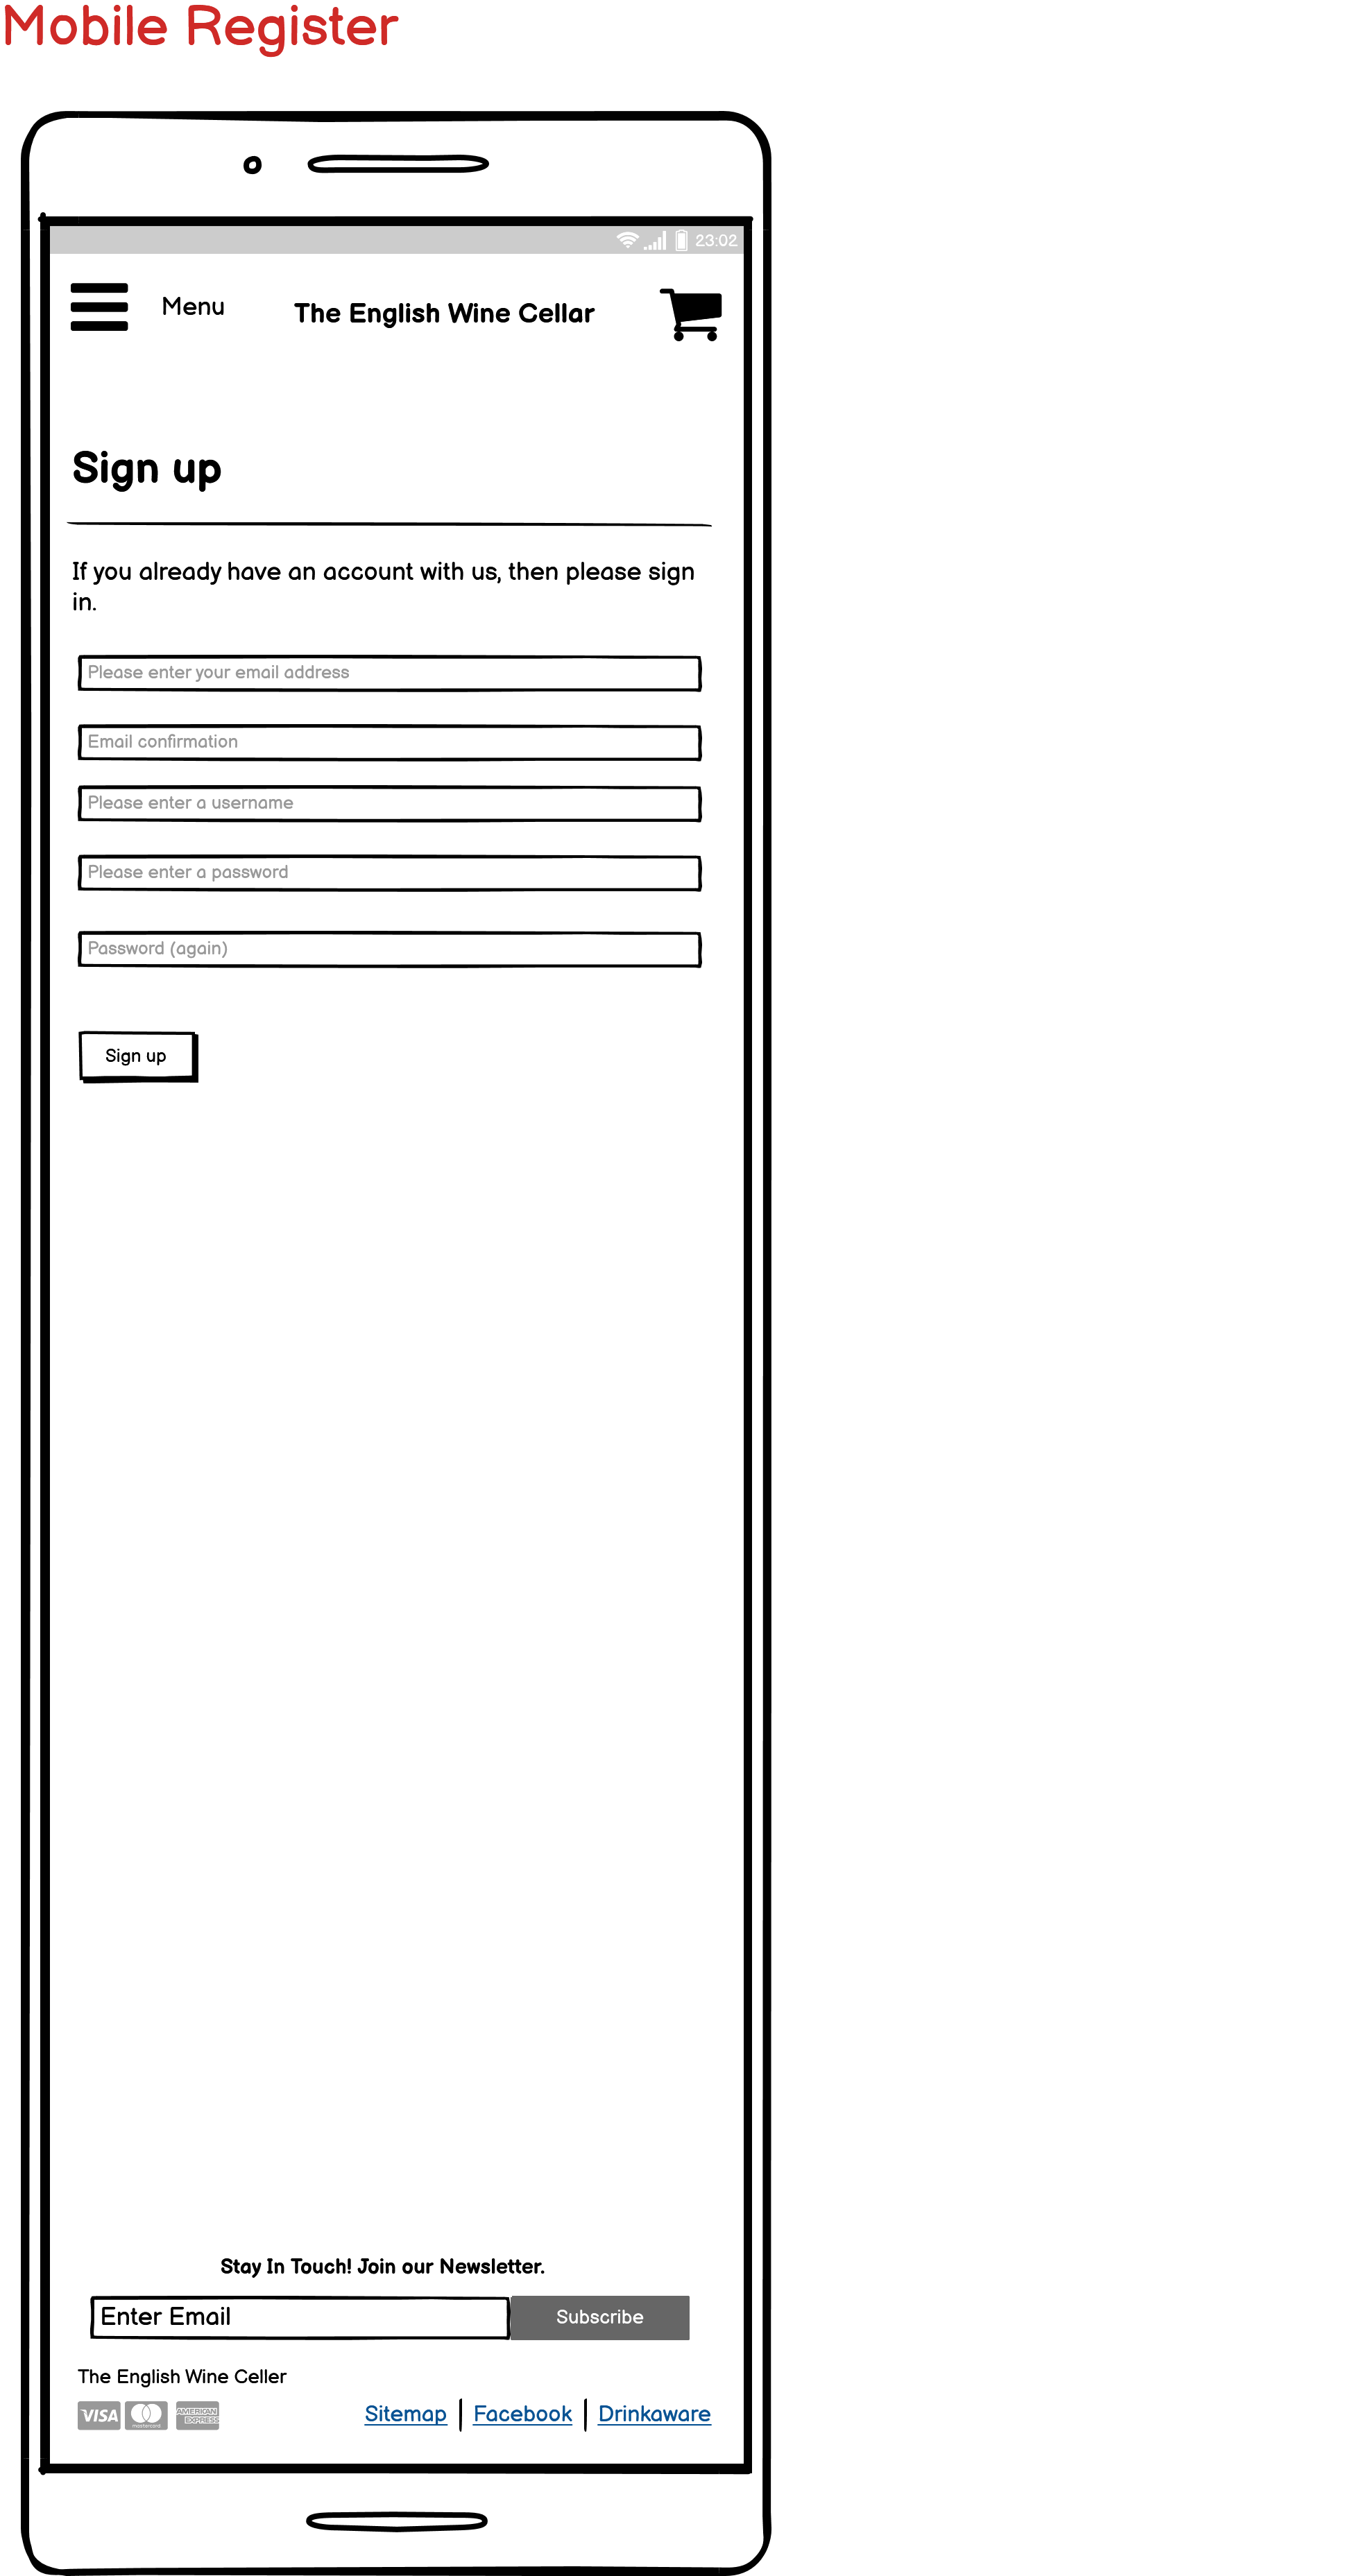 Mobile Register
23:02
Menu
The English Wine Cellar
Sign up
If you already have an account with us, then please sign
in.
Please enter your email address
Email confirmation
Please enter a username
Please enter a password
Password (again)
Sign up
Stay In Touch! Join our Newsletter.
Enter Email
Subscribe
The English Wine Celler
VISA
mastercard
AMERICAN
EXPRESS
Sitemap
Facebook
Drinkaware